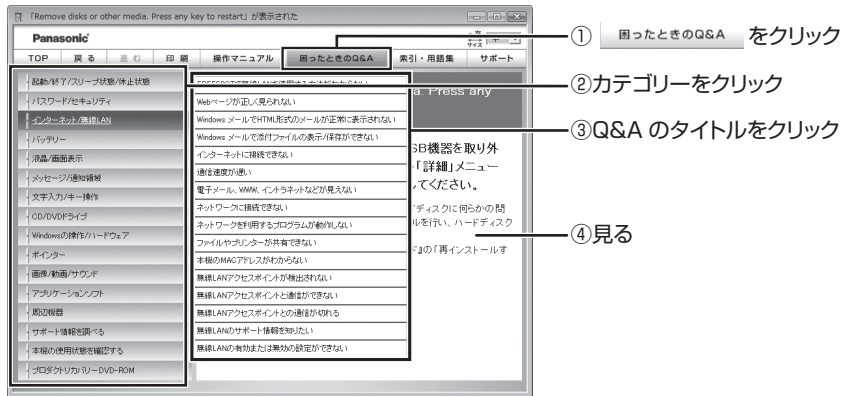 「Remove disks or other media. Press any key to restart」が表示された
Panasonic
サイズ
TOP 戻る 進む 印刷 操作マニュアル 困ったときのQ&A 索引・用語集 サポート
起動/終了/スリープ状態/休止状態
パスワード/セキュリティ
インターネット/無線LAN
バッテリー
液晶/画面表示
メッセージ/通知領域
文字入力/キー操作
CD/DVDドライブ
Windowsの操作/ハードウェア
ポインター
画像/動画/サウンド
アプリケーションソフト
周辺機器
サポート情報を調べる
本機の使用状態を確認する
プロダクトリカバリーDVD-ROM
Webページが正しく見られない
Windows メールでHTML形式のメールが正常に表示されない
Windows メールで添付ファイルの表示/保存ができない
インターネットに接続できない
通信速度が遅い
電子メール、WWW、イントラネットなどが見えない
ネットワークに接続できない
ネットワークを利用するプログラムが動作しない
ファイルやプリンターが共有できない
本機のMACアドレスがわからない
無線LANアクセスポイントが検出されない
無線LANアクセスポイントと通信ができない
無線LANアクセスポイントとの通信が切れる
無線LANのサポート情報を知りたい
無線LANの有効または無効の設定ができない
a. Press any
SB機器を取り外
「詳細」メニュー
てください。
ディスクに何らかの問
ルを行い、ハードディスク
ド』の「再インストールす
① 困ったときのQ&A をクリック
②カテゴリーをクリック
③Q&A のタイトルをクリック
④見る